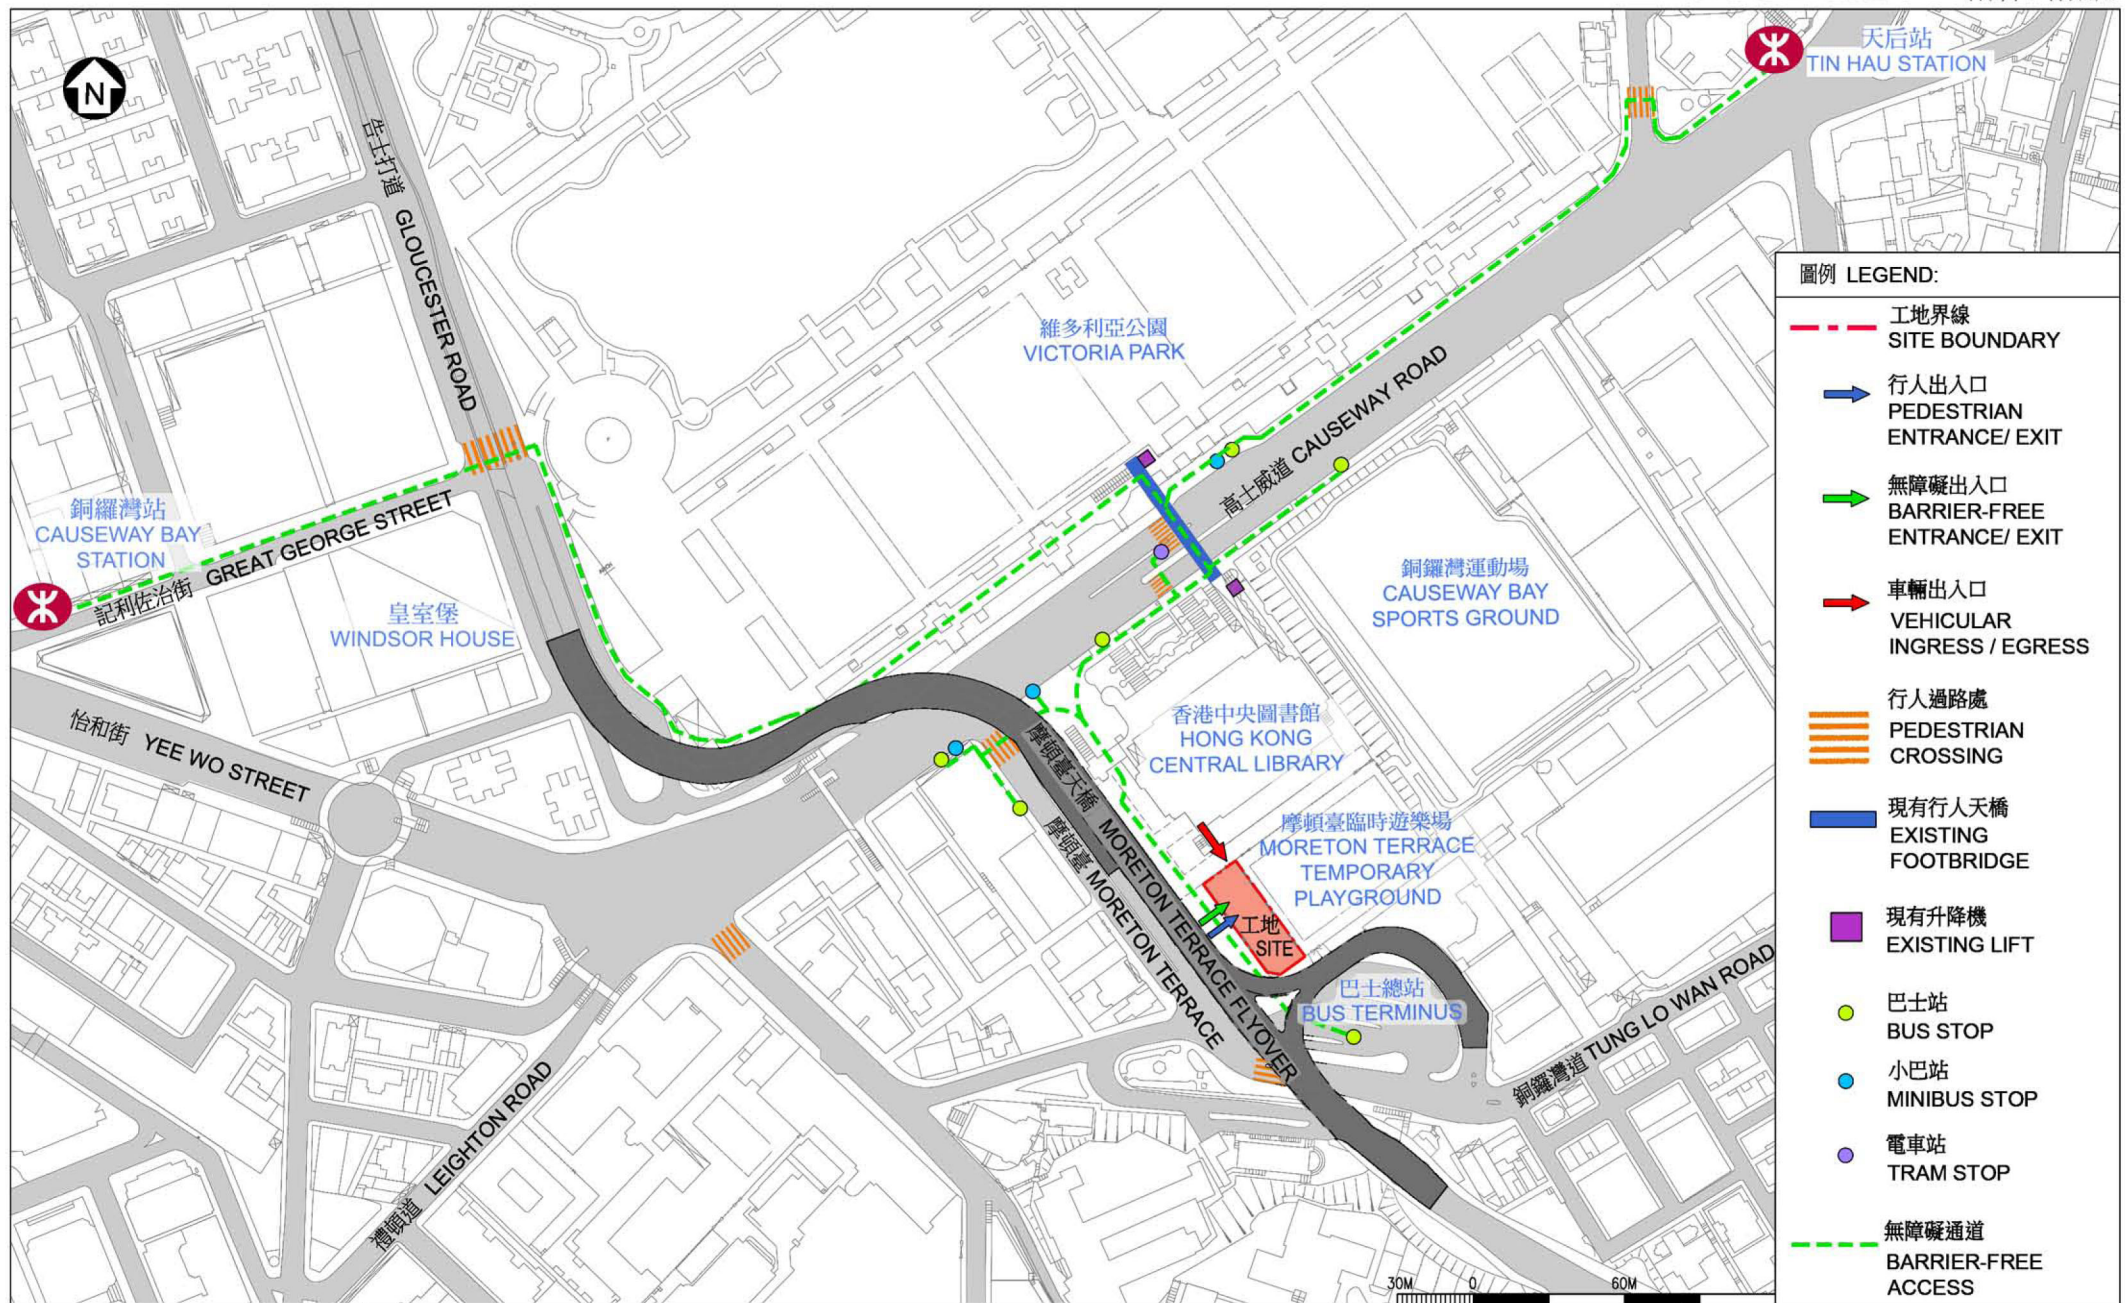 N
天后站
TIN HAU STATION
告士打道 GLOUCESTER ROAD
維多利亞公園
VICTORIA PARK
高士威道 CAUSEWAY ROAD
銅鑼灣站
CAUSEWAY BAY
STATION
記利佐治街 GREAT GEORGE STREET
皇室堡
WINDSOR HOUSE
銅鑼灣運動場
CAUSEWAY BAY
SPORTS GROUND
怡和街 YEE WO STREET
香港中央圖書館
HONG KONG
CENTRAL LIBRARY
摩頓臺天橋 MORETON TERRACE FLYOVER
摩頓臺 MORETON TERRACE
摩頓臺臨時遊樂場
MORETON TERRACE
TEMPORARY
PLAYGROUND
工地
SITE
巴士總站
BUS TERMINUS
銅鑼灣道 TUNG LO WAN ROAD
禮頓道 LEIGHTON ROAD
30M 0 60M
圖例 LEGEND:
工地界線
SITE BOUNDARY
行人出入口
PEDESTRIAN
ENTRANCE/ EXIT
無障礙出入口
BARRIER-FREE
ENTRANCE/ EXIT
車輛出入口
VEHICULAR
INGRESS / EGRESS
行人過路處
PEDESTRIAN
CROSSING
現有行人天橋
EXISTING
FOOTBRIDGE
現有升降機
EXISTING LIFT
巴士站
BUS STOP
小巴站
MINIBUS STOP
電車站
TRAM STOP
無障礙通道
BARRIER-FREE
ACCESS